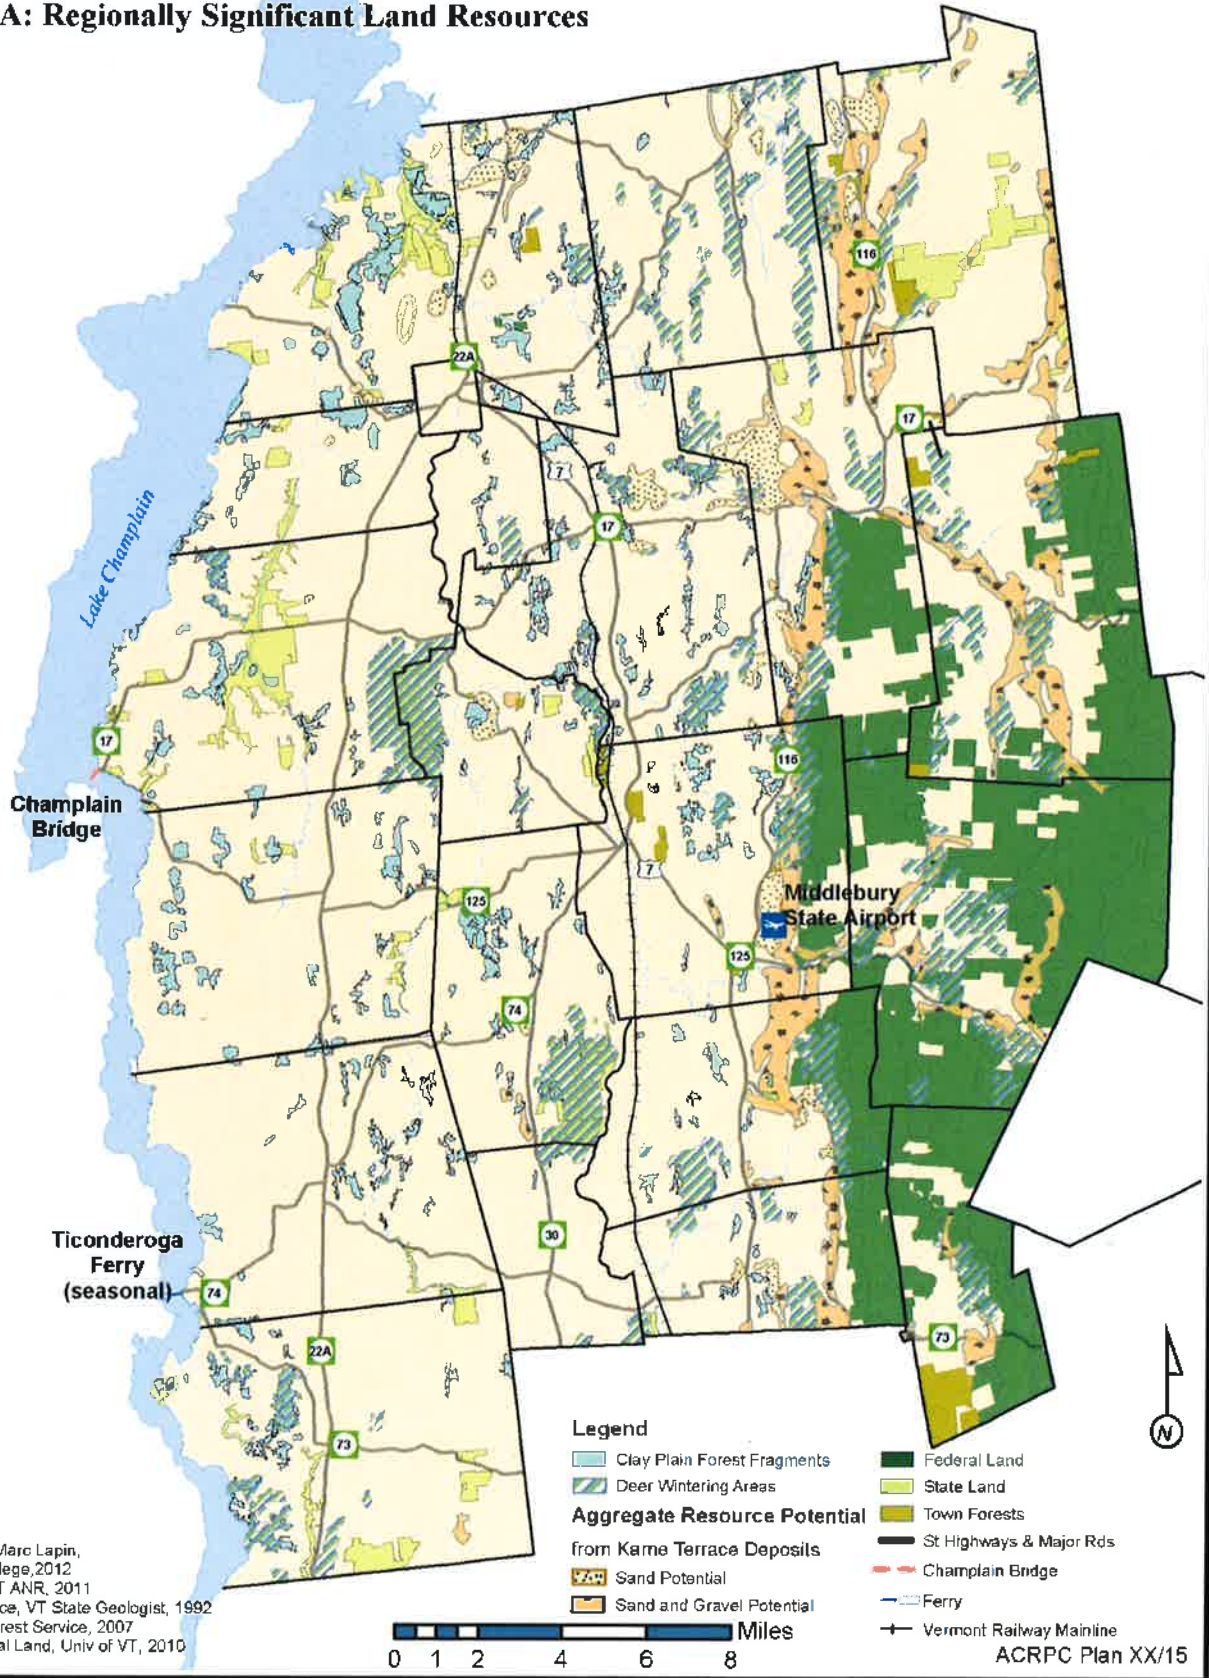 A: Regionally Significant Land Resources
116
22A
17
7
17
Lake Champlain
17
116
Champlain
Bridge
7
125
Middlebury
State Airport
125
74
Ticonderoga
Ferry
(seasonal)
30
74
22A
73
73
N
Legend
Clay Plain Forest Fragments
Deer Wintering Areas
Aggregate Resource Potential
from Kame Terrace Deposits
Sand Potential
Sand and Gravel Potential
Federal Land
State Land
Town Forests
St Highways & Major Rds
Champlain Bridge
Ferry
Vermont Railway Mainline
Marc Lapin,
lege,2012
T ANR, 2011
ce, VT State Geologist, 1992
rest Service, 2007
al Land, Univ of VT, 2010
Miles
0 1 2 4 6 8
ACRPC Plan XX/15